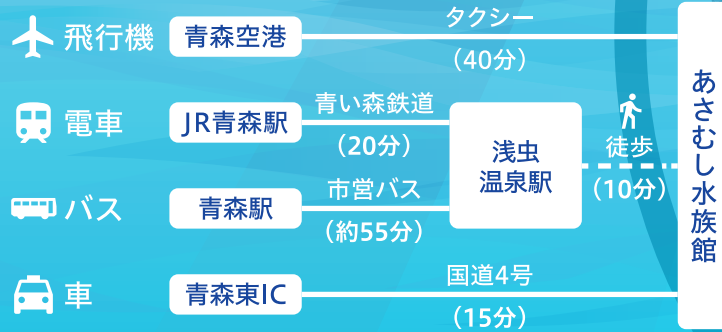 飛行機
青森空港
タクシー
（40分）
電車
JR青森駅
青い森鉄道
（20分）
バス
青森駅
市営バス
（約55分）
浅虫
温泉駅
徒歩
（10分）
車
青森東IC
国道4号
（15分）
あさむし水族館